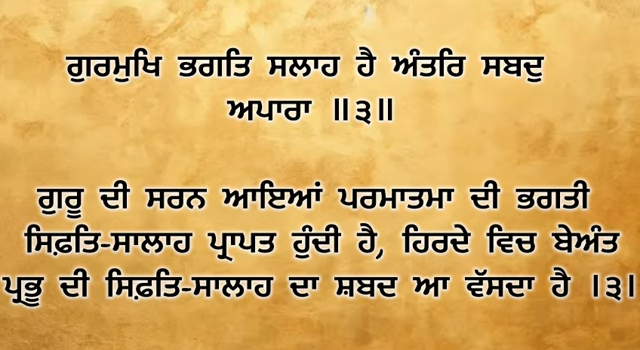 ਗੁਰਮੁਖਿ ਭਗਤਿ ਸਲਾਹ ਹੈ ਅੰਤਰਿ ਸਬਦੁ
ਅਪਾਰਾ ॥੩॥
ਗੁਰੂ ਦੀ ਸਰਨ ਆਇਆਂ ਪਰਮਾਤਮਾ ਦੀ ਭਗਤੀ
ਸਿਫ਼ਤਿ-ਸਾਲਾਹ ਪ੍ਰਾਪਤ ਹੁੰਦੀ ਹੈ, ਹਿਰਦੇ ਵਿਚ ਬੇਅੰਤ
ਪ੍ਰਭੂ ਦੀ ਸਿਫ਼ਤਿ-ਸਾਲਾਹ ਦਾ ਸ਼ਬਦ ਆ ਵੱਸਦਾ ਹੈ ।੩।